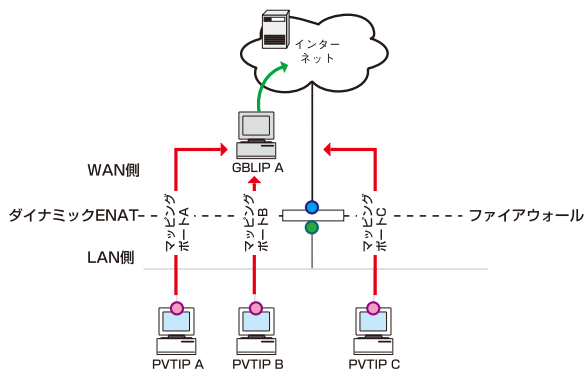 インター
ネット
GBLIP A
WAN側
マッピング
ポートA
マッピング
ポートB
マッピング
ポートC
ダイナミックENAT
ファイアウォール
LAN側
PVTIP A
PVTIP B
PVTIP C